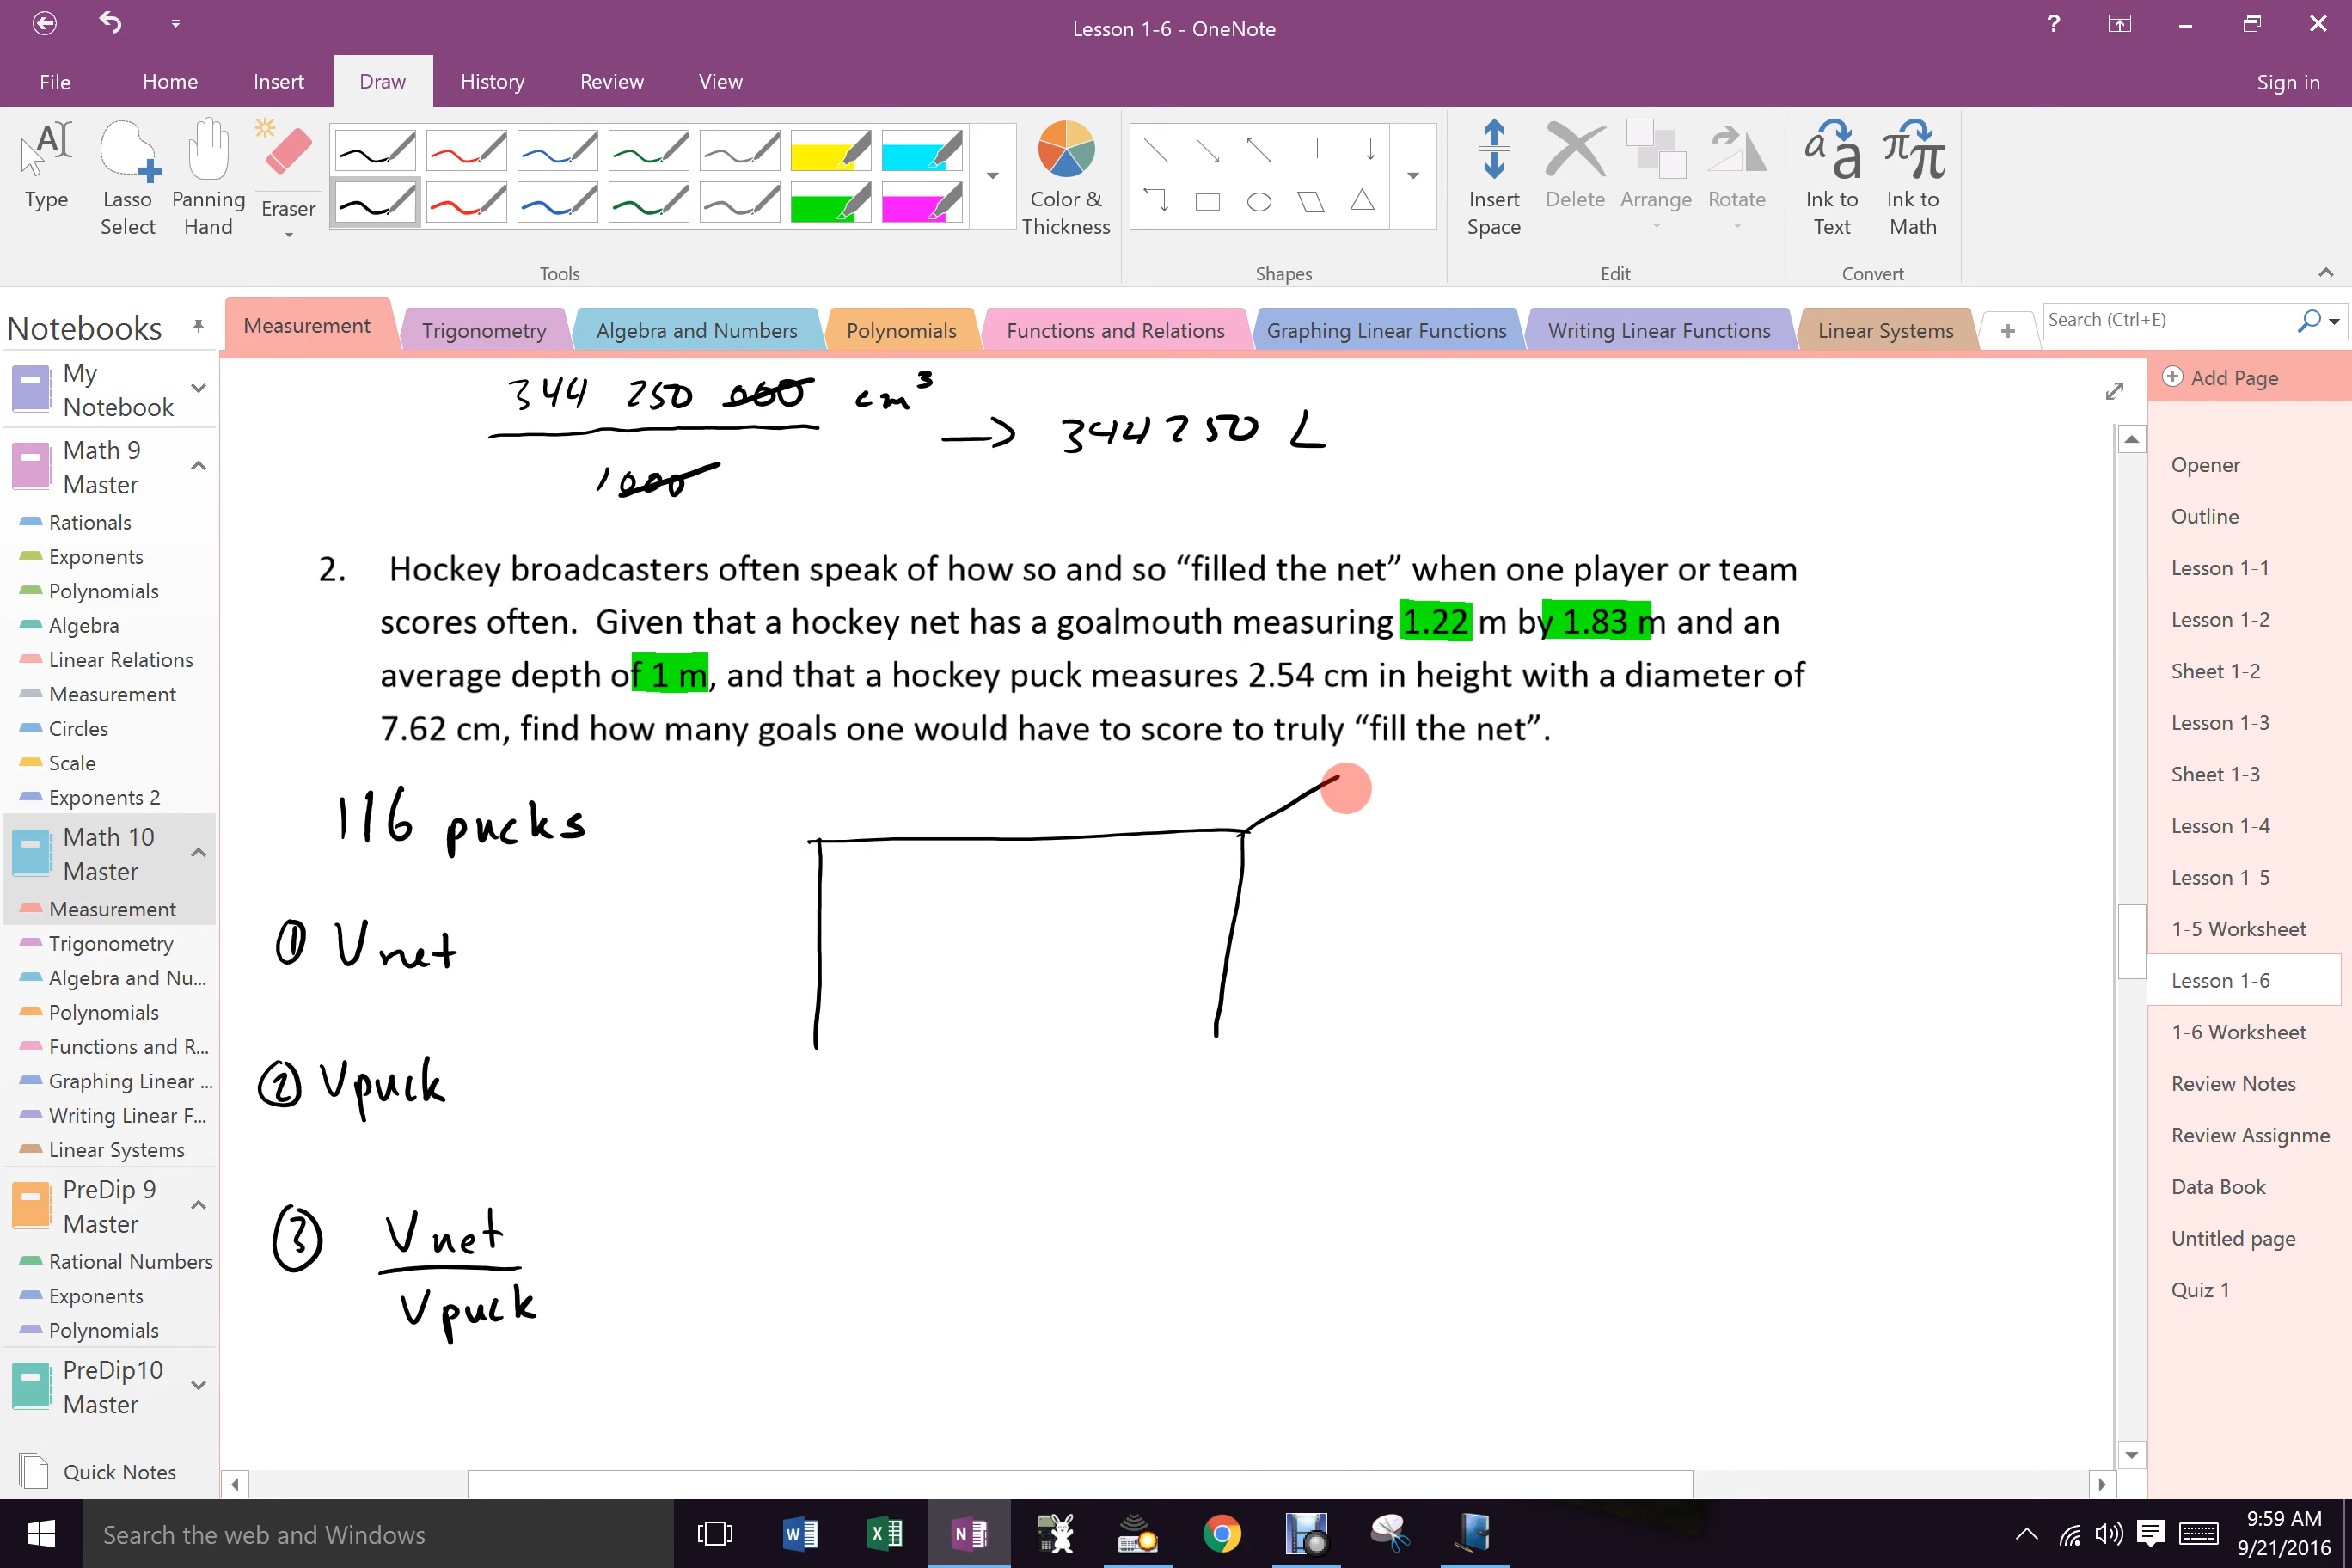 Lesson 1-6 - OneNote
File Home Insert Draw History Review View
Sign in
Type
Lasso Select
Panning Hand
Eraser
Color & Thickness
Insert Space
Delete
Arrange
Rotate
Ink to Text
Ink to Math
Tools
Shapes
Edit
Convert
Notebooks
Measurement
Trigonometry
Algebra and Numbers
Polynomials
Functions and Relations
Graphing Linear Functions
Writing Linear Functions
Linear Systems
Search (Ctrl+E)
My Notebook
Math 9 Master
Rationals
Exponents
Polynomials
Algebra
Linear Relations
Measurement
Circles
Scale
Exponents 2
Math 10 Master
Measurement
Trigonometry
Algebra and Nu...
Polynomials
Functions and R...
Graphing Linear ...
Writing Linear F...
Linear Systems
PreDip 9 Master
Rational Numbers
Exponents
Polynomials
PreDip10 Master
Quick Notes
344 250 000 cm³
1000
→ 344250 L
2. Hockey broadcasters often speak of how so and so “filled the net” when one player or team
scores often. Given that a hockey net has a goalmouth measuring 1.22 m by 1.83 m and an
average depth of 1 m, and that a hockey puck measures 2.54 cm in height with a diameter of
7.62 cm, find how many goals one would have to score to truly “fill the net”.
116 pucks
① Vnet
② Vpuck
③ Vnet
Vpuck
Add Page
Opener
Outline
Lesson 1-1
Lesson 1-2
Sheet 1-2
Lesson 1-3
Sheet 1-3
Lesson 1-4
Lesson 1-5
1-5 Worksheet
Lesson 1-6
1-6 Worksheet
Review Notes
Review Assignme
Data Book
Untitled page
Quiz 1
Search the web and Windows
9:59 AM
9/21/2016